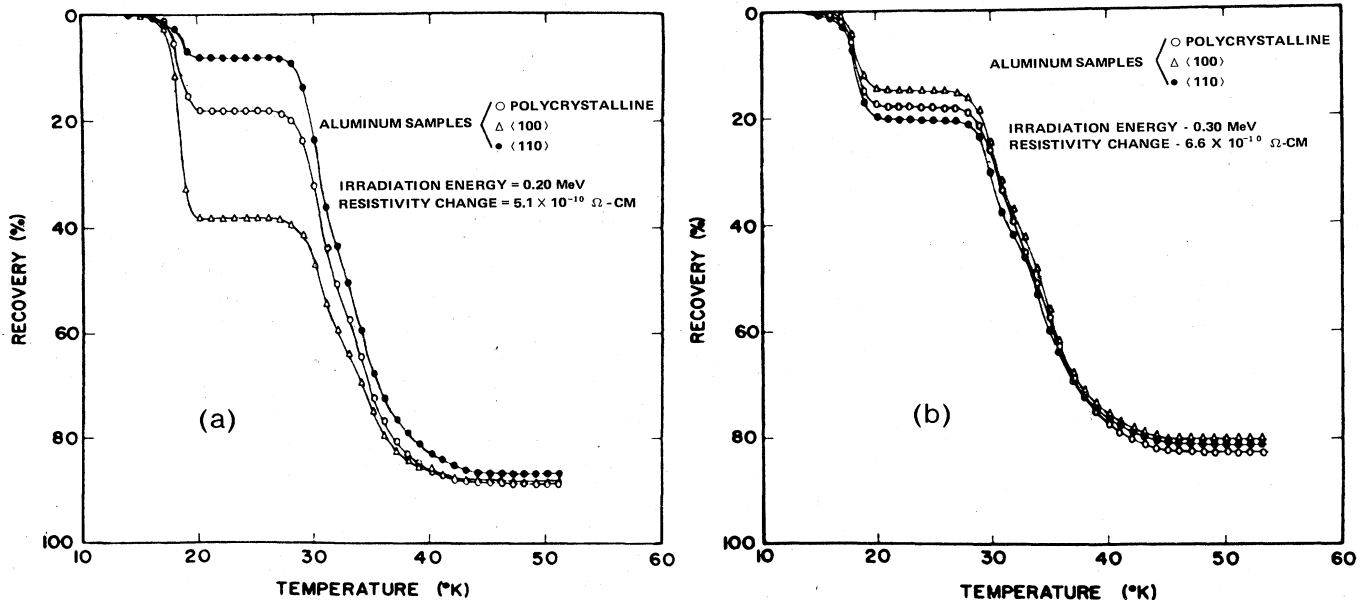 0
20
40
60
80
100
10
20
30
40
50
60
RECOVERY (%)
TEMPERATURE (°K)
ALUMINUM SAMPLES
POLYCRYSTALLINE
⟨100⟩
⟨110⟩
IRRADIATION ENERGY = 0.20 MeV
RESISTIVITY CHANGE = 5.1 × 10⁻¹⁰ Ω-CM
(a)
0
20
40
60
80
100
10
20
30
40
50
60
RECOVERY (%)
TEMPERATURE (°K)
ALUMINUM SAMPLES
POLYCRYSTALLINE
⟨100⟩
⟨110⟩
IRRADIATION ENERGY - 0.30 MeV
RESISTIVITY CHANGE - 6.6 X 10⁻¹⁰ Ω-CM
(b)